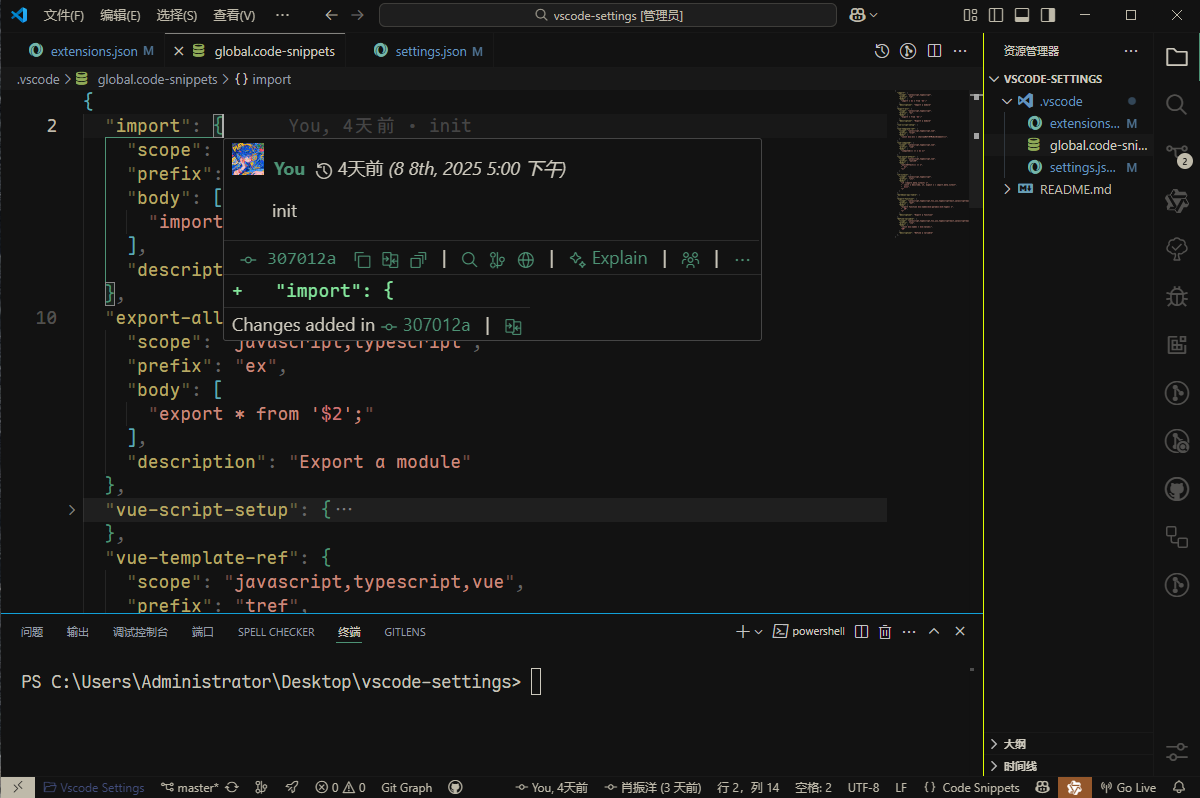 文件(F) 编辑(E) 选择(S) 查看(V) ··· vscode-settings [管理员]
extensions.json M global.code-snippets settings.json M
.vscode > global.code-snippets > {} import
{
2 "import": { You, 4天前 • init
"scope":
"prefix":
"body": [
"import
],
"descript
},
You 4天前 (8 8th, 2025 5:00 下午)
init
307012a | | Explain | | ···
+ "import": {
Changes added in 307012a |
10 "export-all
"scope": "javascript,typescript",
"prefix": "ex",
"body": [
"export * from '$2';"
],
"description": "Export a module"
},
"vue-script-setup": {···
},
"vue-template-ref": {
"scope": "javascript,typescript,vue",
"prefix": "tref",
资源管理器 ···
VSCODE-SETTINGS
.vscode
extensions... M
global.code-sni...
settings.js... M
README.md
2
大纲
时间线
问题 输出 调试控制台 端口 SPELL CHECKER 终端 GITLENS powershell ···
PS C:\Users\Administrator\Desktop\vscode-settings>
Vscode Settings master* 0 0 Git Graph You, 4天前 肖振洋 (3 天前) 行 2，列 14 空格: 2 UTF-8 LF {} Code Snippets Go Live